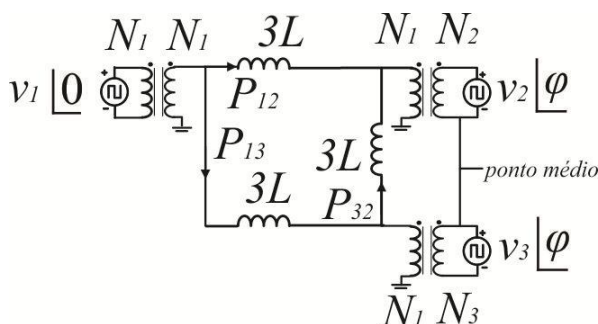 N₁ N₁ 3L N₁ N₂
v₁ |0 P₁₂ v₂ |φ
P₁₃ 3L ponto médio
3L P₃₂
v₃ |φ
N₁ N₃